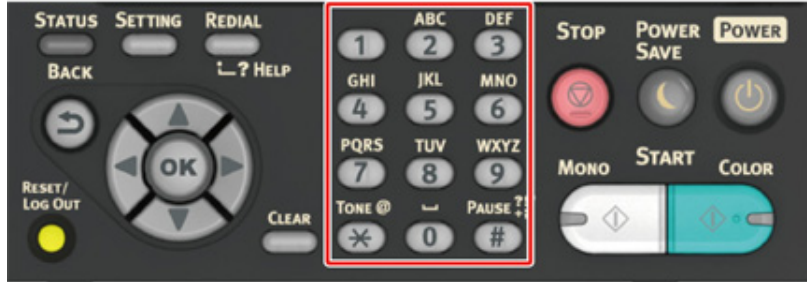 STATUS SETTING REDIAL
BACK ? HELP
OK
RESET/
LOG OUT
CLEAR
ABC DEF
1 2 3
GHI JKL MNO
4 5 6
PQRS TUV WXYZ
7 8 9
TONE @ ⎵ PAUSE
* 0 #
STOP POWER SAVE POWER
MONO START COLOR